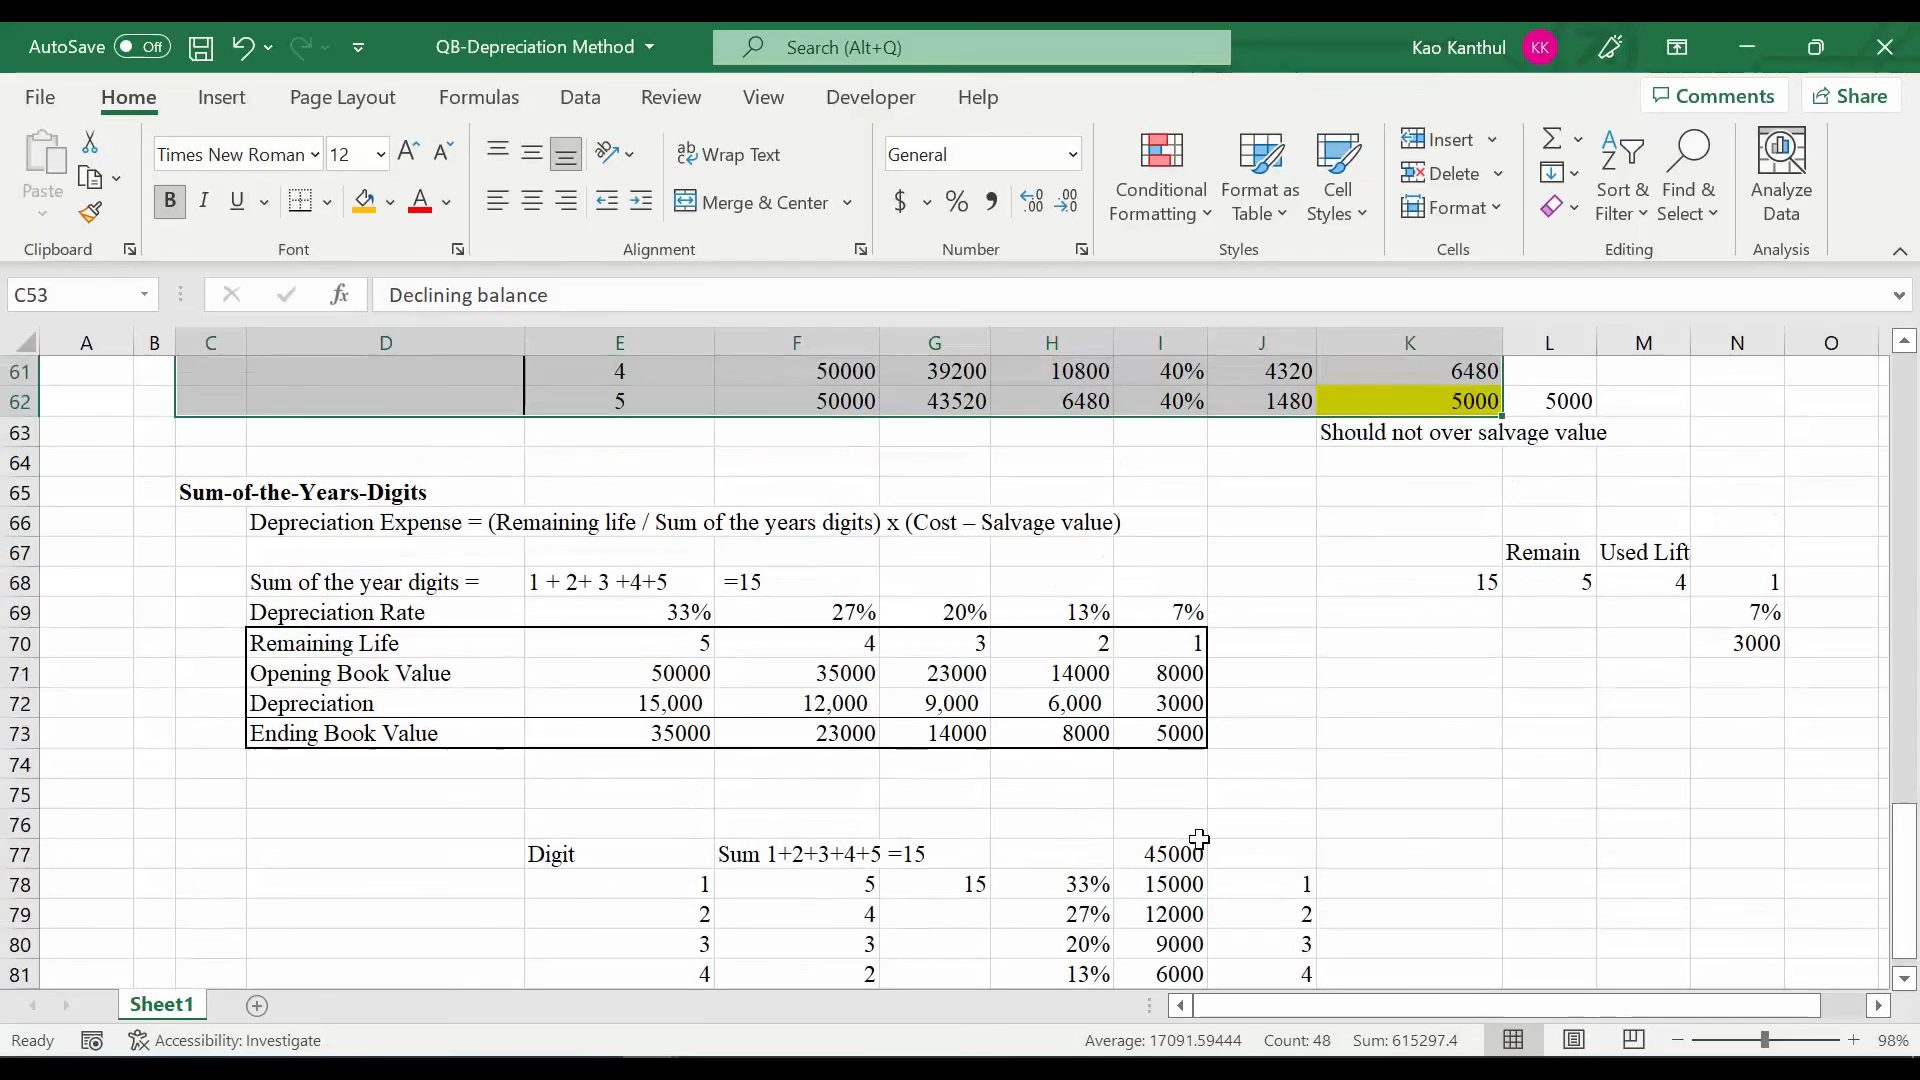 AutoSave Off QB-Depreciation Method Search (Alt+Q) Kao Kanthul KK
File Home Insert Page Layout Formulas Data Review View Developer Help Comments Share
Paste Times New Roman 12 Wrap Text General Conditional Formatting Format as Table Cell Styles Insert Sort & Filter Find & Select Analyze Data
B I U Merge & Center $ % Delete
Format
Clipboard Font Alignment Number Styles Cells Editing Analysis
C53 fx Declining balance
A B C D E F G H I J K L M N O
61 4 50000 39200 10800 40% 4320 6480
62 5 50000 43520 6480 40% 1480 5000 5000
63 Should not over salvage value
64
65 Sum-of-the-Years-Digits
66 Depreciation Expense = (Remaining life / Sum of the years digits) x (Cost – Salvage value)
67 Remain Used Lift
68 Sum of the year digits = 1 + 2+ 3 +4+5 =15 15 5 4 1
69 Depreciation Rate 33% 27% 20% 13% 7% 7%
70 Remaining Life 5 4 3 2 1 3000
71 Opening Book Value 50000 35000 23000 14000 8000
72 Depreciation 15,000 12,000 9,000 6,000 3000
73 Ending Book Value 35000 23000 14000 8000 5000
74
75
76
77 Digit Sum 1+2+3+4+5 =15 45000
78 1 5 15 33% 15000 1
79 2 4 27% 12000 2
80 3 3 20% 9000 3
81 4 2 13% 6000 4
Sheet1
Ready Accessibility: Investigate Average: 17091.59444 Count: 48 Sum: 615297.4 98%